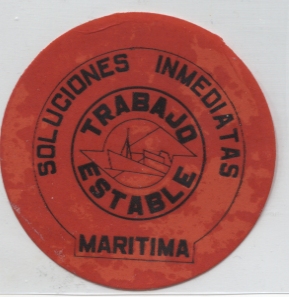 SOLUCIONES INMEDIATAS
TRABAJO
ESTABLE
MARITIMA